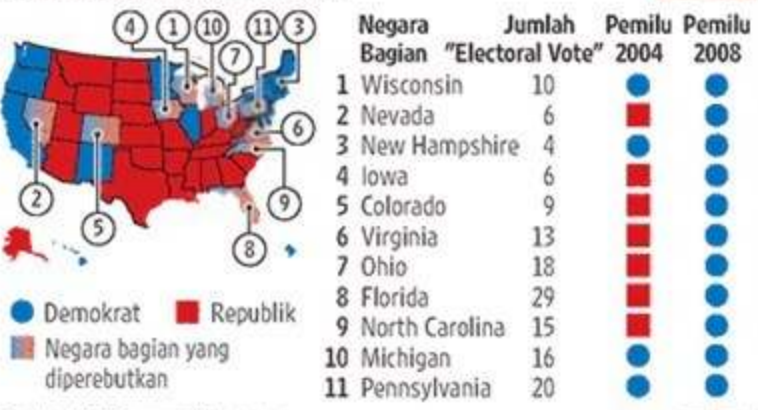 4 1 10 11 3
7
6
2
5
9
8
Demokrat Republik
Negara bagian yang
diperebutkan
Negara Jumlah Pemilu Pemilu
Bagian "Electoral Vote" 2004 2008
1 Wisconsin 10
2 Nevada 6
3 New Hampshire 4
4 Iowa 6
5 Colorado 9
6 Virginia 13
7 Ohio 18
8 Florida 29
9 North Carolina 15
10 Michigan 16
11 Pennsylvania 20